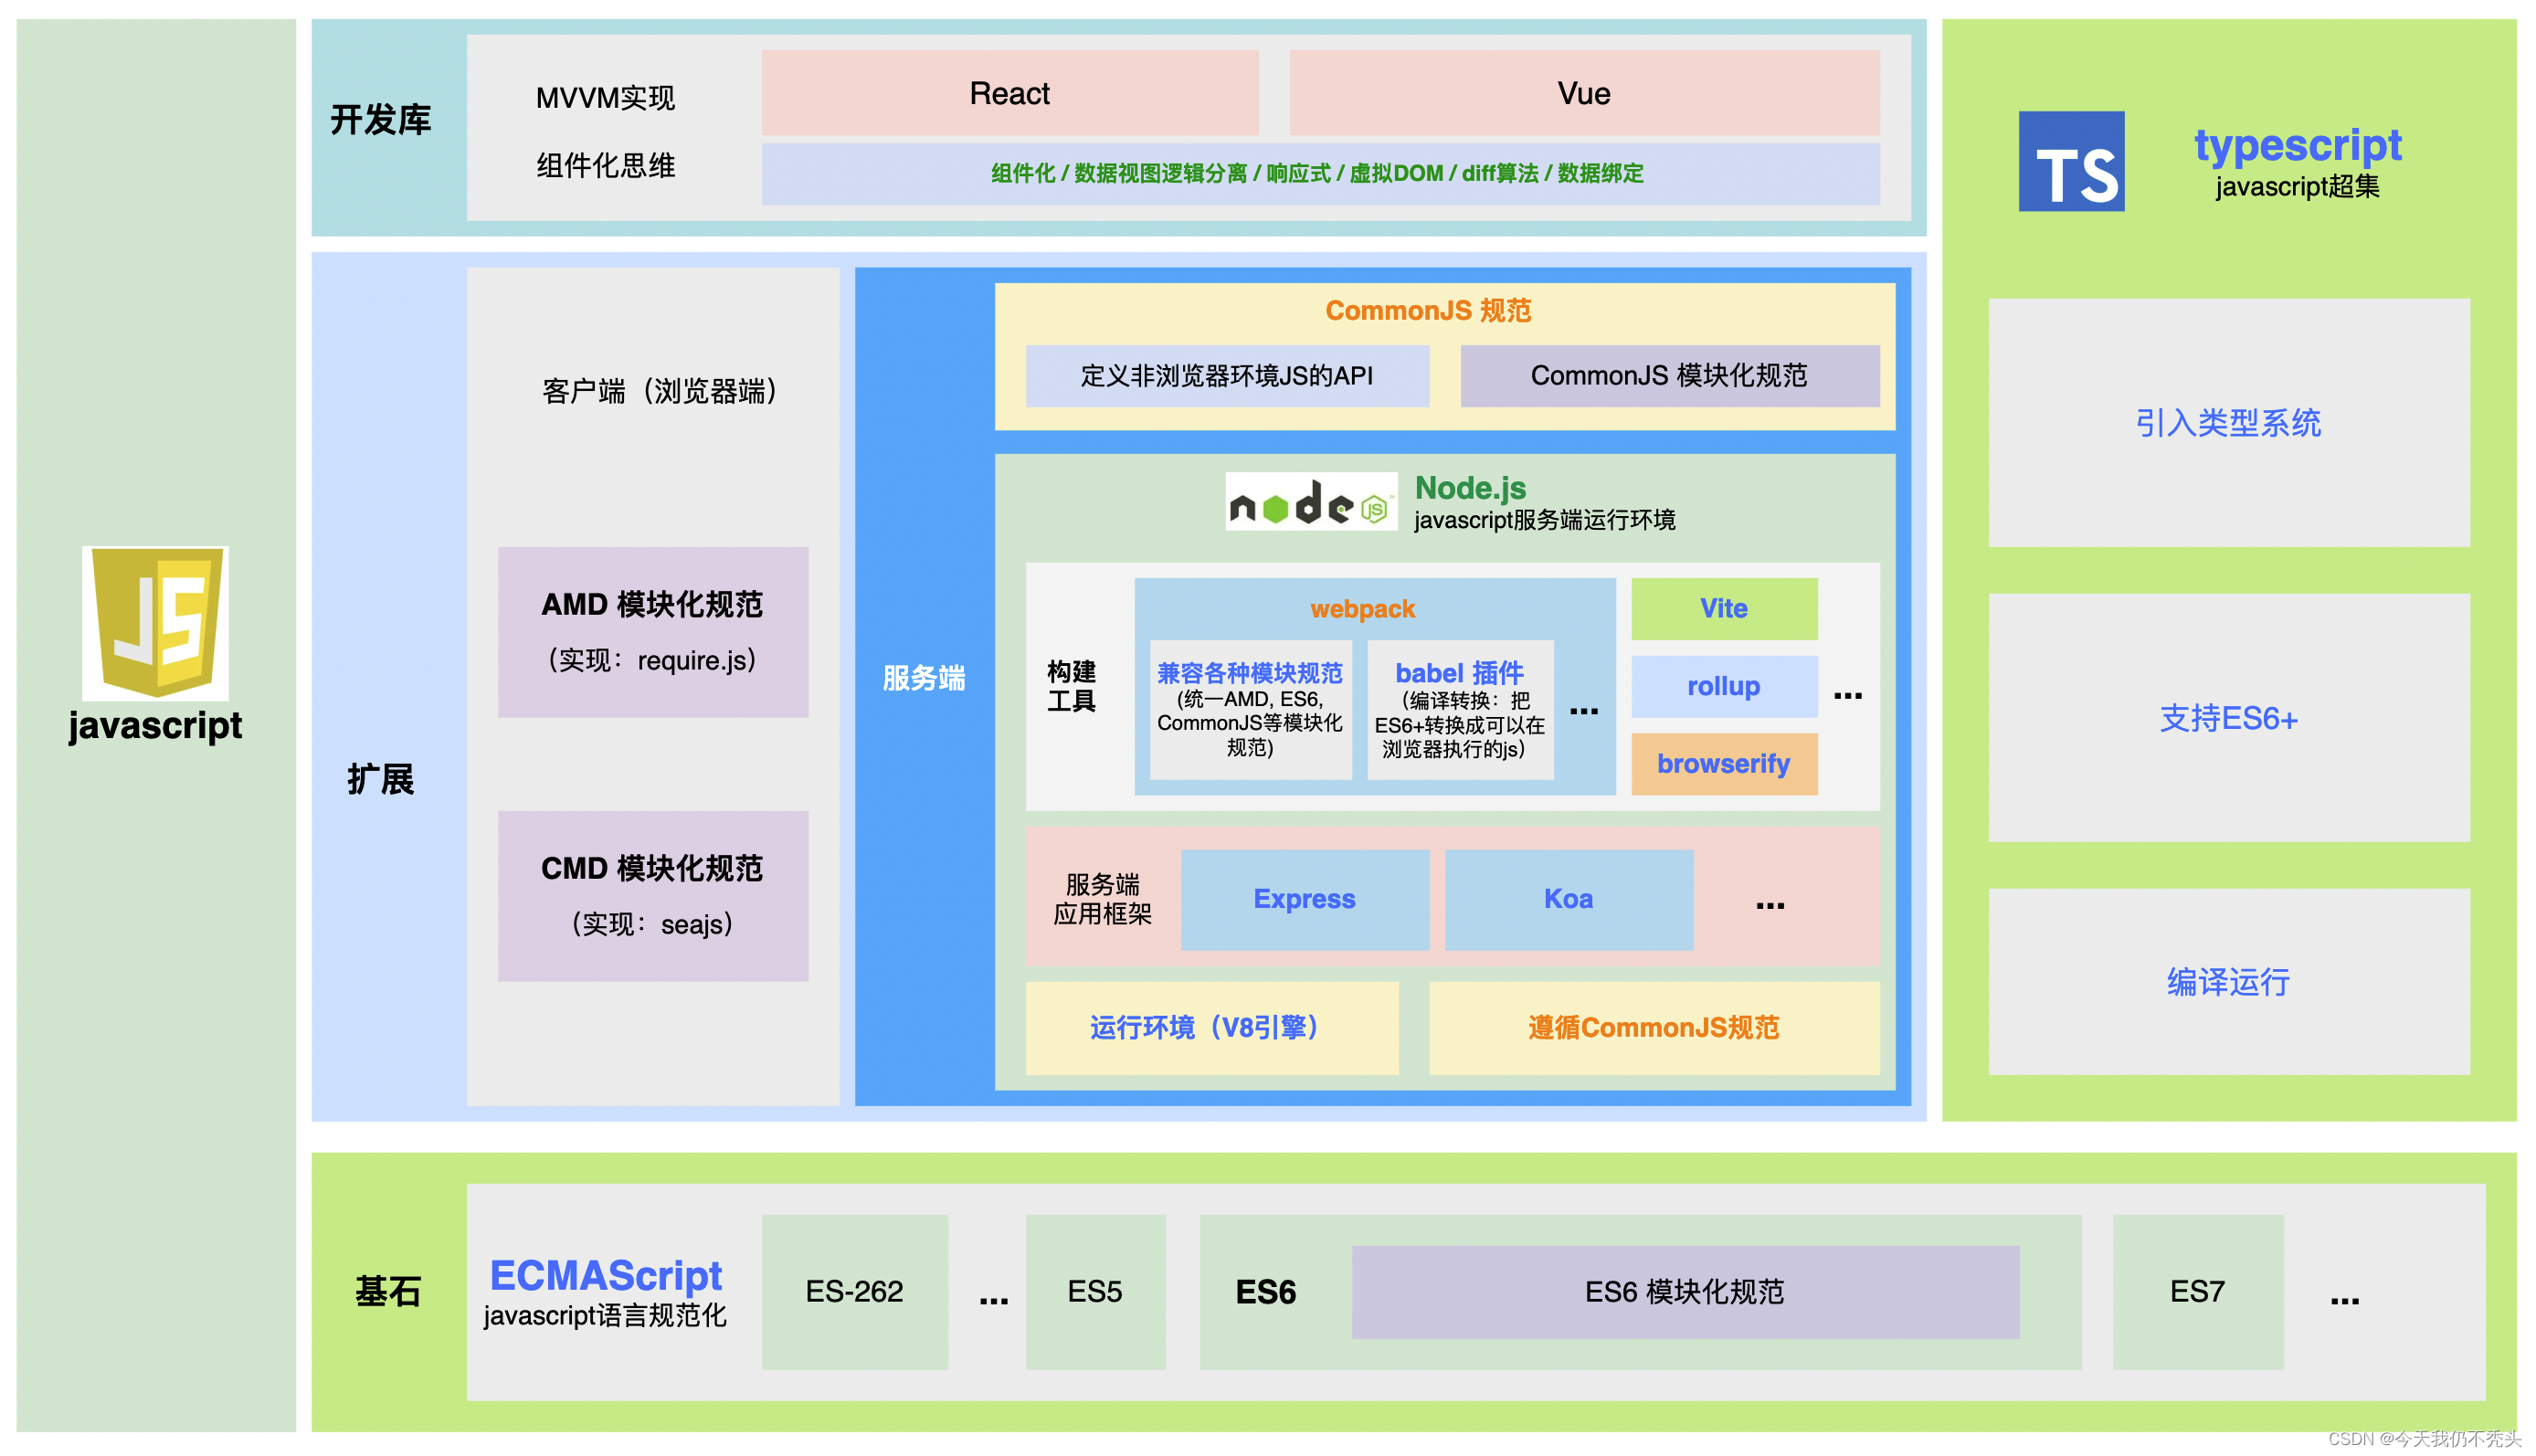 javascript
开发库
MVVM实现
React
Vue
组件化思维
组件化 / 数据视图逻辑分离 / 响应式 / 虚拟DOM / diff算法 / 数据绑定
扩展
客户端（浏览器端）
AMD 模块化规范
（实现：require.js）
CMD 模块化规范
（实现：seajs）
服务端
CommonJS 规范
定义非浏览器环境JS的API
CommonJS 模块化规范
node JS
Node.js
javascript服务端运行环境
构建
工具
webpack
兼容各种模块规范
(统一AMD, ES6,
CommonJS等模块化
规范)
babel 插件
（编译转换：把
ES6+转换成可以在
浏览器执行的js）
...
Vite
rollup
browserify
...
服务端
应用框架
Express
Koa
...
运行环境（V8引擎）
遵循CommonJS规范
TS
typescript
javascript超集
引入类型系统
支持ES6+
编译运行
基石
ECMAScript
javascript语言规范化
ES-262
...
ES5
ES6
ES6 模块化规范
ES7
...
JS
CSDN @今天我仍不秃头